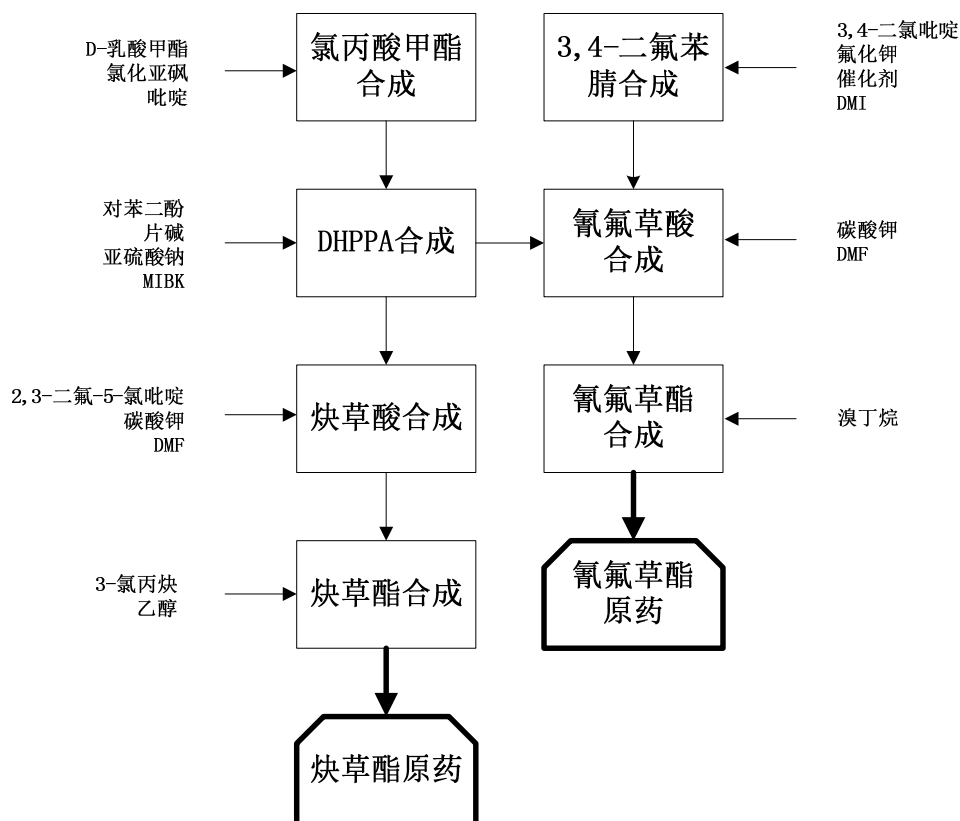 D-乳酸甲酯
氯化亚砜
吡啶
氯丙酸甲酯
合成
3,4-二氟苯
腈合成
3,4-二氯吡啶
氟化钾
催化剂
DMI
对苯二酚
片碱
亚硫酸钠
MIBK
DHPPA合成
氰氟草酸
合成
碳酸钾
DMF
2,3-二氟-5-氯吡啶
碳酸钾
DMF
炔草酸合成
氰氟草酯
合成
溴丁烷
3-氯丙炔
乙醇
炔草酯合成
氰氟草酯
原药
炔草酯原药